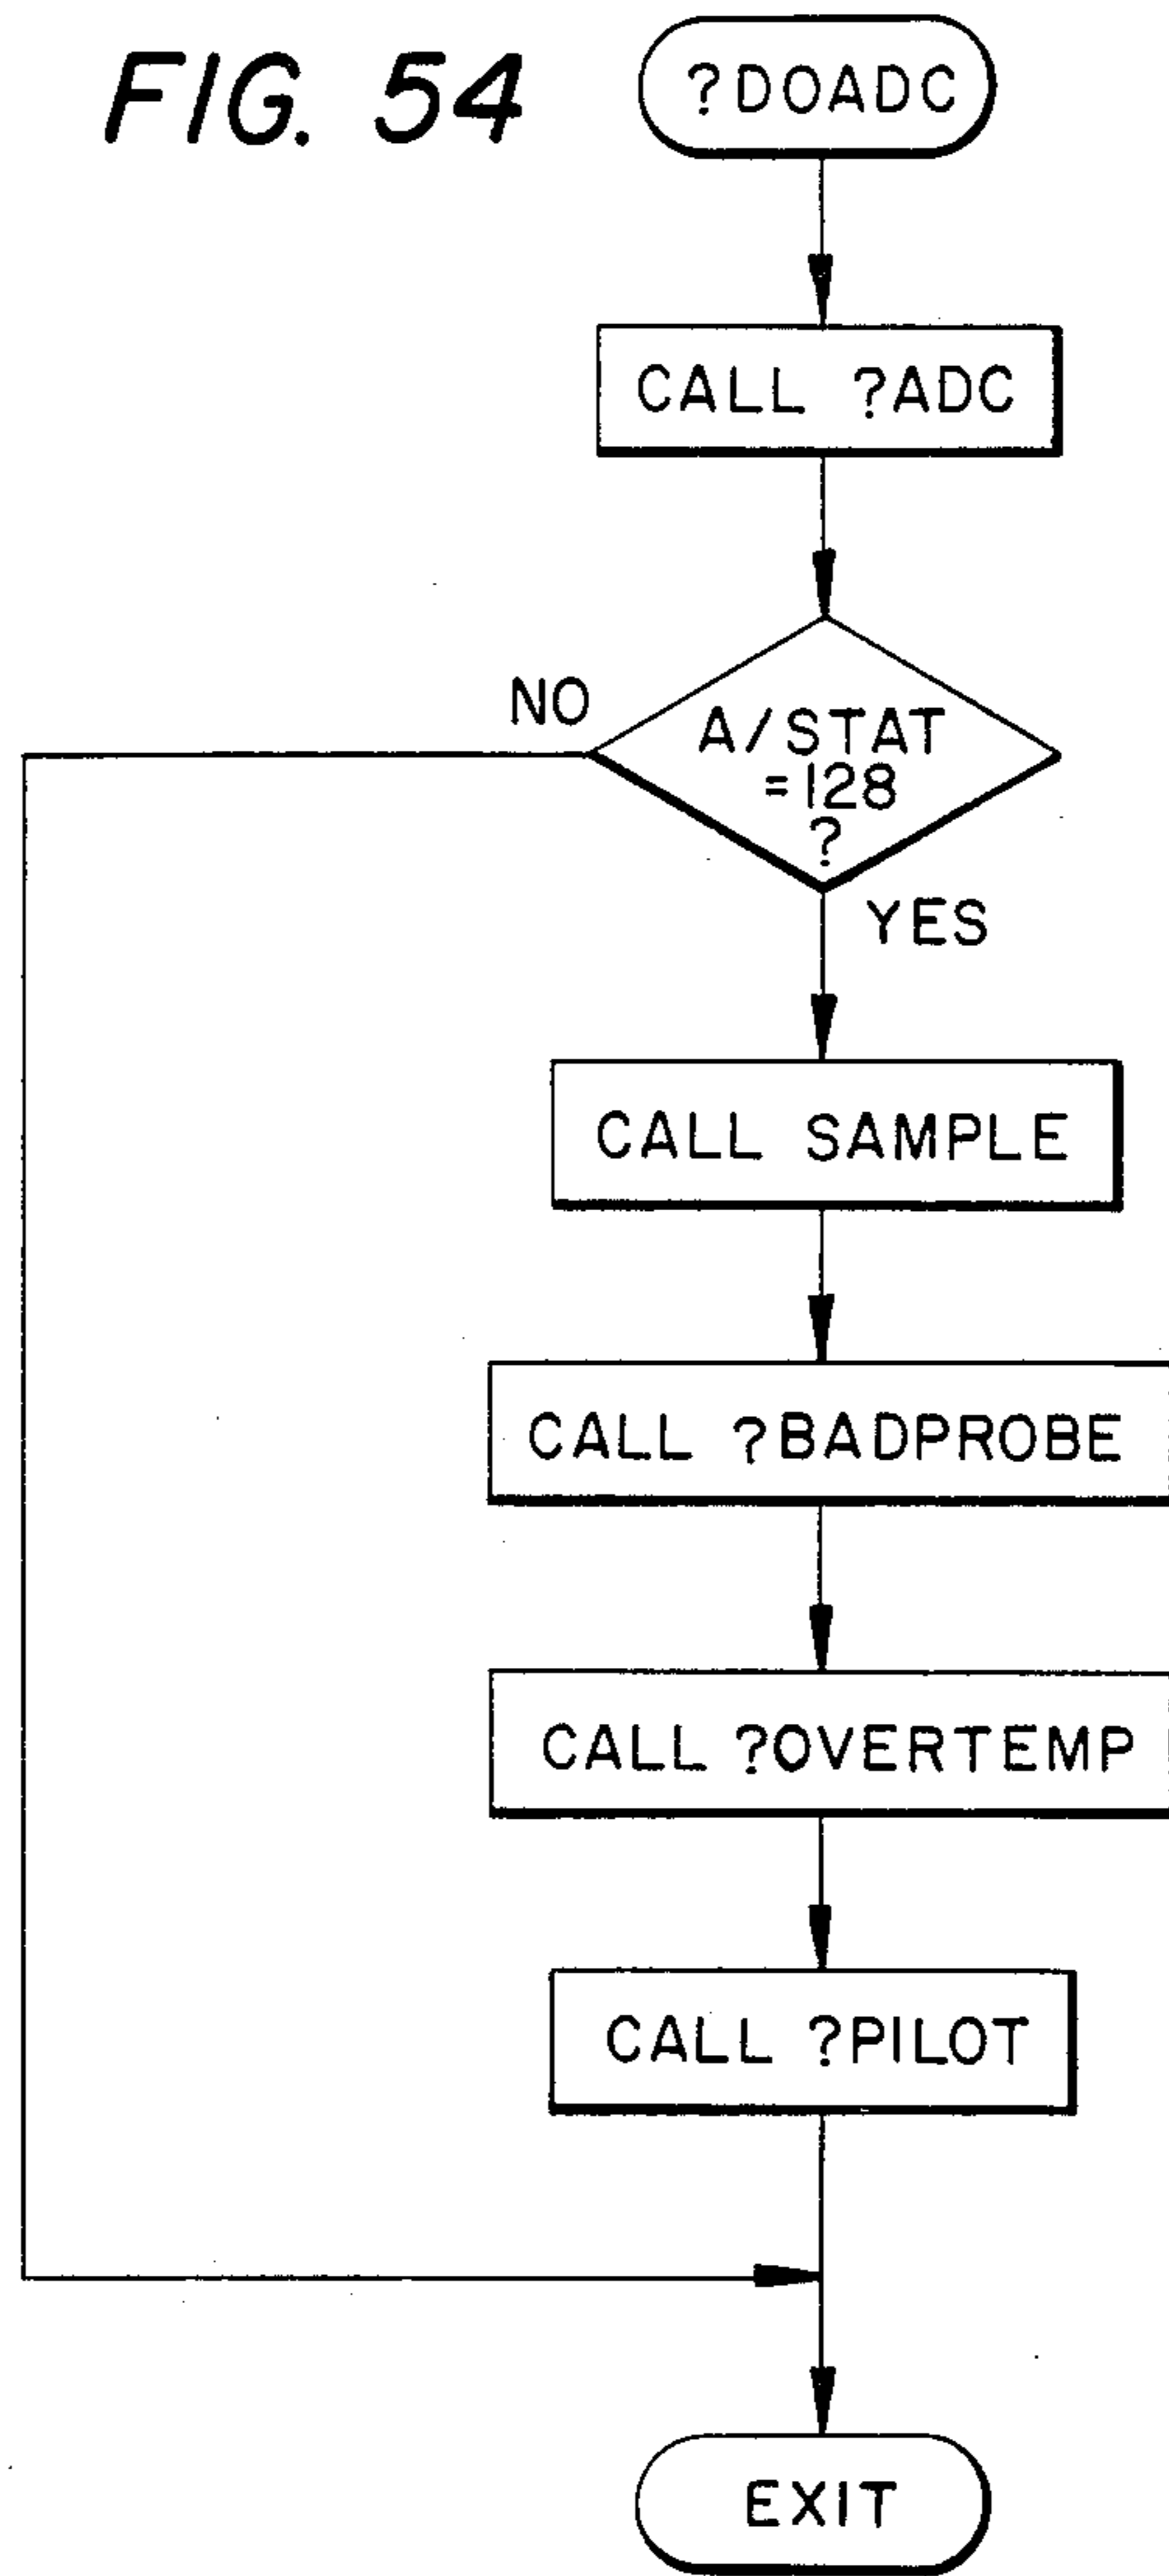 FIG. 54
?DOADC
CALL ?ADC
NO
A/STAT
=128
?
YES
CALL SAMPLE
CALL ?BADPROBE
CALL ?OVERTEMP
CALL ?PILOT
EXIT